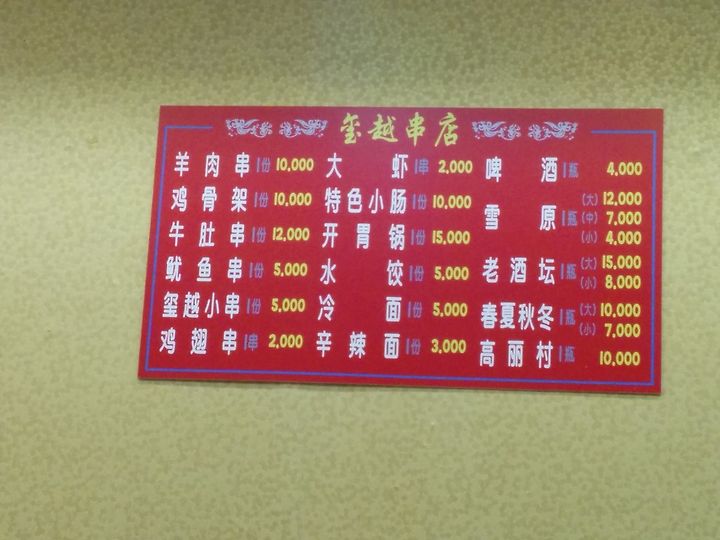 玺越串店
羊肉串 1份 10,000
鸡骨架 1份 10,000
牛肚串 1份 12,000
鱿鱼串 1份 5,000
玺越小串 1份 5,000
鸡翅串 1串 2,000
大虾 1串 2,000
特色小肠 1份 10,000
开胃锅 1份 15,000
水饺 1份 5,000
冷面 1份 5,000
辛辣面 1份 3,000
啤酒 1瓶 4,000
雪原 1瓶 (大) 12,000
(中) 7,000
(小) 4,000
老酒坛 1瓶 (大) 15,000
(小) 8,000
春夏秋冬 1瓶 (大) 10,000
(小) 7,000
高丽村 1瓶 10,000